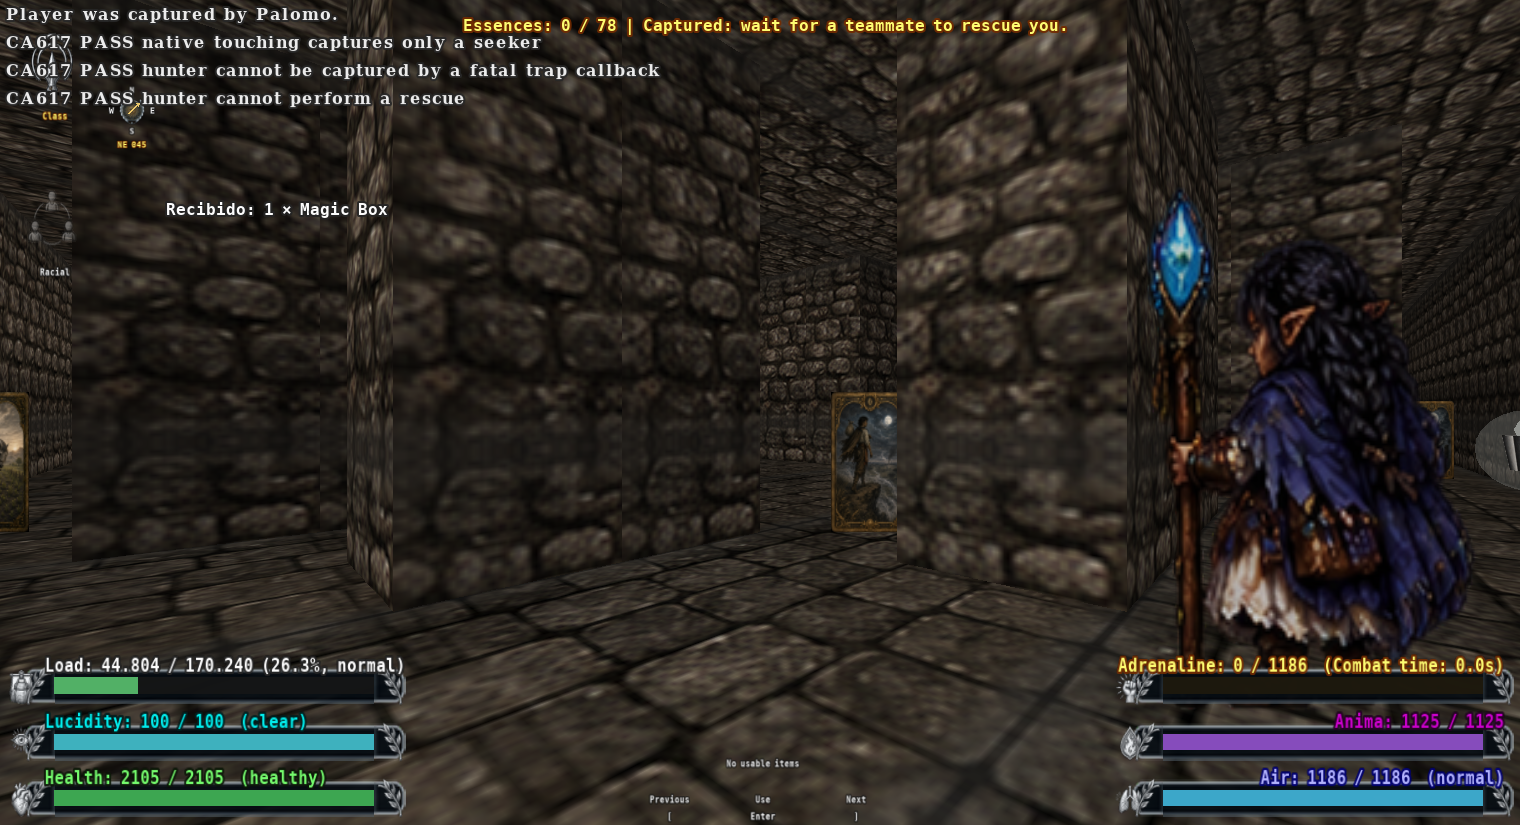 Player was captured by Palomo.
Essences: 0 / 78 | Captured: wait for a teammate to rescue you.
CA617 PASS native touching captures only a seeker
CA617 PASS hunter cannot be captured by a fatal trap callback
CA617 PASS hunter cannot perform a rescue
N
W E
Class
S
NE 045
Recibido: 1 × Magic Box
Racial
Load: 44.804 / 170.240 (26.3%, normal)
Adrenaline: 0 / 1186 (Combat time: 0.0s)
Lucidity: 100 / 100 (clear)
Anima: 1125 / 1125
Health: 2105 / 2105 (healthy)
Air: 1186 / 1186 (normal)
No usable items
Previous Use Next
[ Enter ]